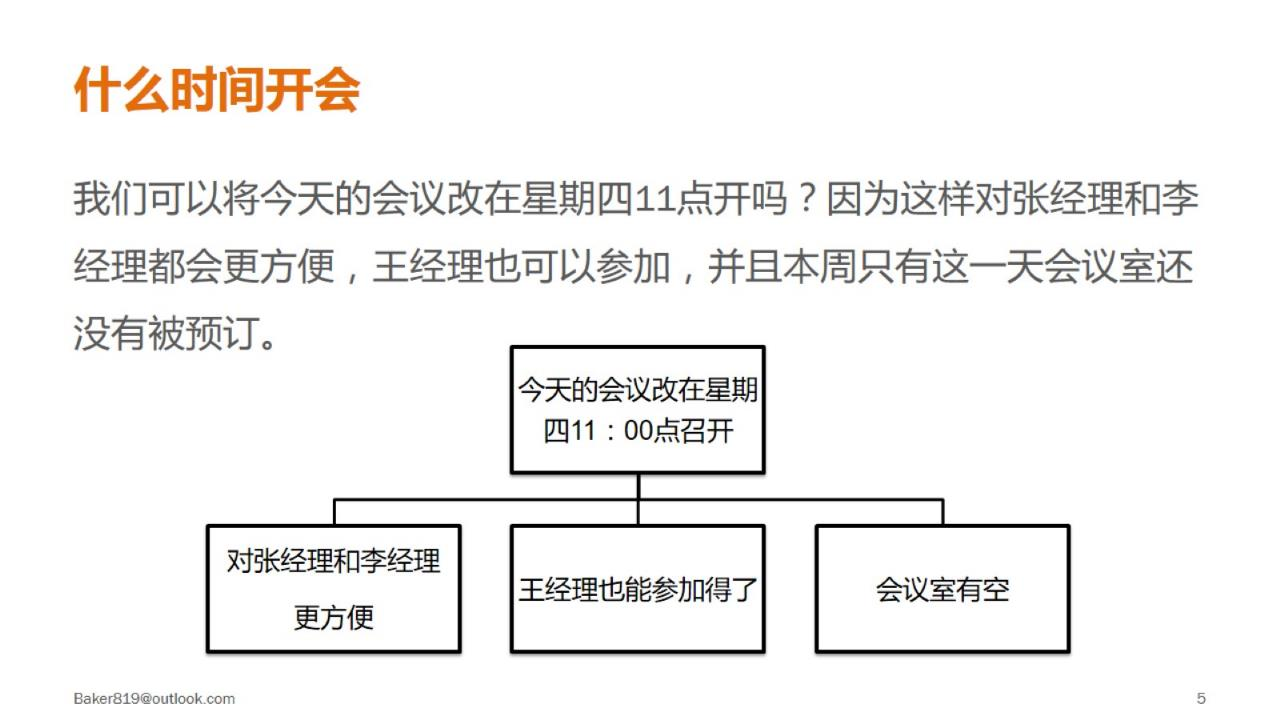 什么时间开会
我们可以将今天的会议改在星期四11点开吗？因为这样对张经理和李
经理都会更方便，王经理也可以参加，并且本周只有这一天会议室还
没有被预订。
今天的会议改在星期
四11：00点召开
对张经理和李经理
更方便
王经理也能参加得了
会议室有空
Baker819@outlook.com
5